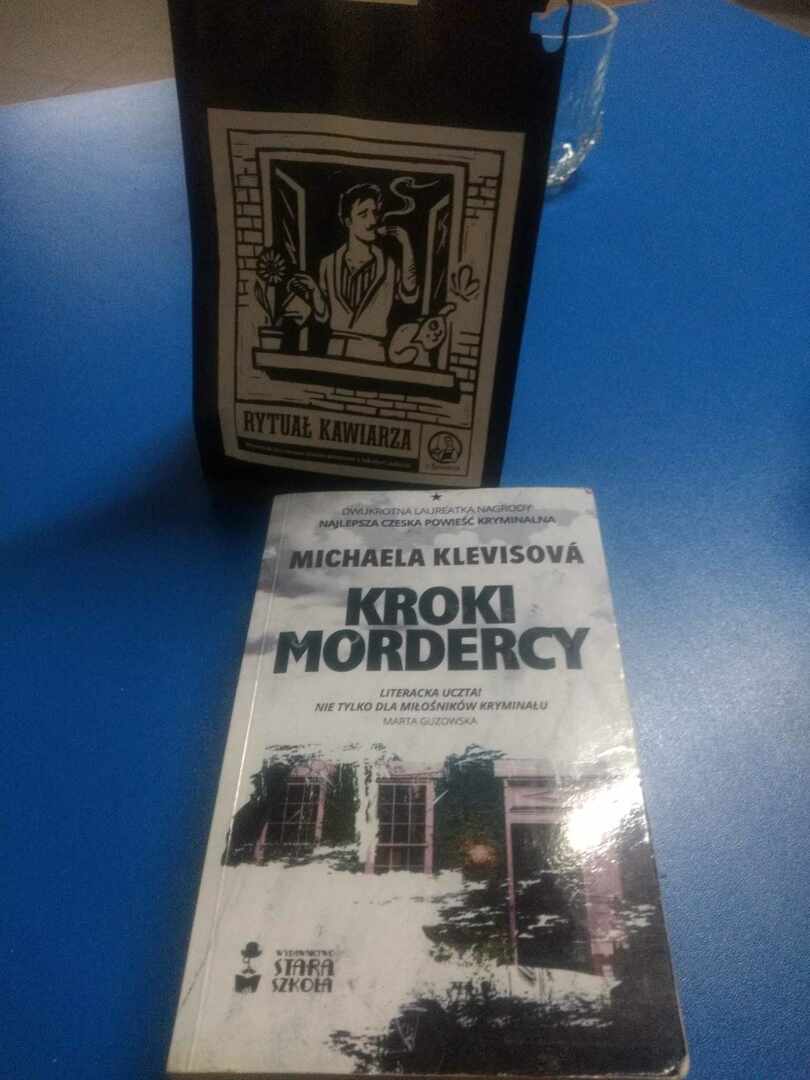 RYTUAŁ KAWIARZA
DWUKROTNA LAUREATKA NAGRODY
NAJLEPSZA CZESKA POWIEŚĆ KRYMINALNA
MICHAELA KLEVISOVÁ
KROKI
MORDERCY
LITERACKA UCZTA!
NIE TYLKO DLA MIŁOŚNIKÓW KRYMINAŁU
MARTA GUZOWSKA
WYDAWNICTWO
STARA
SZKOŁA